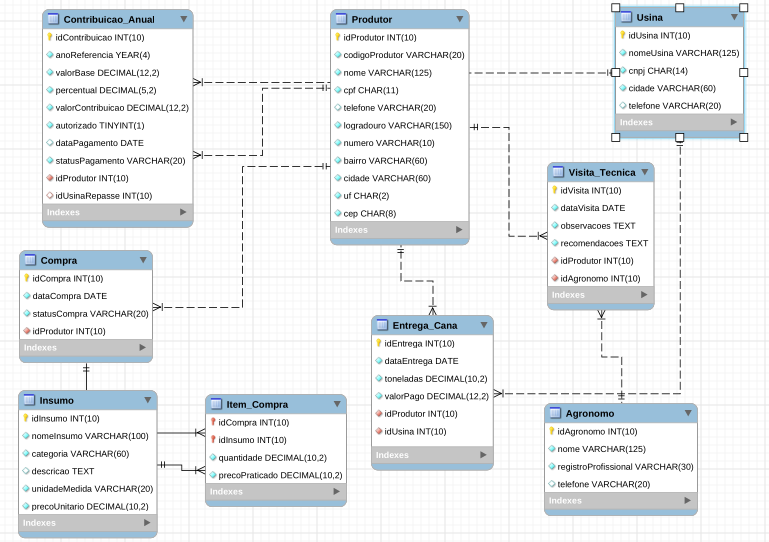 Contribuicao_Anual
idContribuicao INT(10)
anoReferencia YEAR(4)
valorBase DECIMAL(12,2)
percentual DECIMAL(5,2)
valorContribuicao DECIMAL(12,2)
autorizado TINYINT(1)
dataPagamento DATE
statusPagamento VARCHAR(20)
idProdutor INT(10)
idUsinaRepasse INT(10)
Indexes
Produtor
idProdutor INT(10)
codigoProdutor VARCHAR(20)
nome VARCHAR(125)
cpf CHAR(11)
telefone VARCHAR(20)
logradouro VARCHAR(150)
numero VARCHAR(10)
bairro VARCHAR(60)
cidade VARCHAR(60)
uf CHAR(2)
cep CHAR(8)
Indexes
Usina
idUsina INT(10)
nomeUsina VARCHAR(125)
cnpj CHAR(14)
cidade VARCHAR(60)
telefone VARCHAR(20)
Indexes
Visita_Tecnica
idVisita INT(10)
dataVisita DATE
observacoes TEXT
recomendacoes TEXT
idProdutor INT(10)
idAgronomo INT(10)
Indexes
Compra
idCompra INT(10)
dataCompra DATE
statusCompra VARCHAR(20)
idProdutor INT(10)
Indexes
Entrega_Cana
idEntrega INT(10)
dataEntrega DATE
toneladas DECIMAL(10,2)
valorPago DECIMAL(12,2)
idProdutor INT(10)
idUsina INT(10)
Indexes
Insumo
idInsumo INT(10)
nomeInsumo VARCHAR(100)
categoria VARCHAR(60)
descricao TEXT
unidadeMedida VARCHAR(20)
precoUnitario DECIMAL(10,2)
Indexes
Item_Compra
idCompra INT(10)
idInsumo INT(10)
quantidade DECIMAL(10,2)
precoPraticado DECIMAL(10,2)
Indexes
Agronomo
idAgronomo INT(10)
nome VARCHAR(125)
registroProfissional VARCHAR(30)
telefone VARCHAR(20)
Indexes